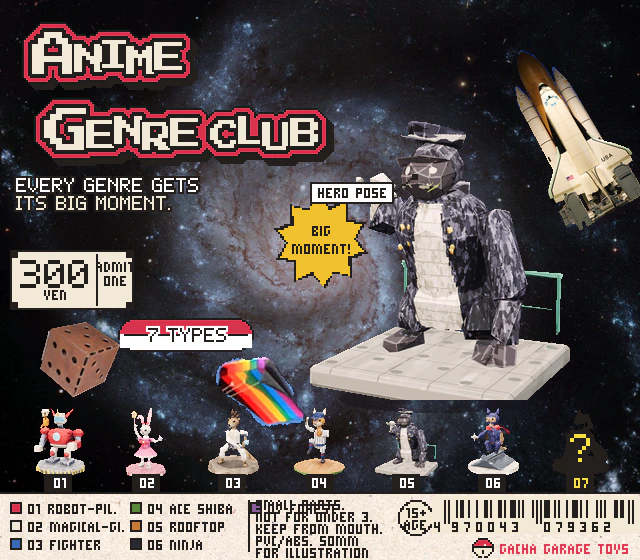 ANIME
GENRE CLUB
EVERY GENRE GETS
ITS BIG MOMENT.
HERO POSE
BIG
MOMENT!
USA
300
YEN
ADMIT
ONE
7 TYPES
?
01
02
03
04
05
06
07
01 ROBOT-PIL.
02 MAGICAL-GI.
03 FIGHTER
04 ACE SHIBA
05 ROOFTOP
06 NINJA
SMALL PARTS.
NOT FOR UNDER 3.
KEEP FROM MOUTH.
PVC/ABS. 50MM
FOR ILLUSTRATION
15+
AGE
4 970043 079362
GACHA GARAGE TOYS